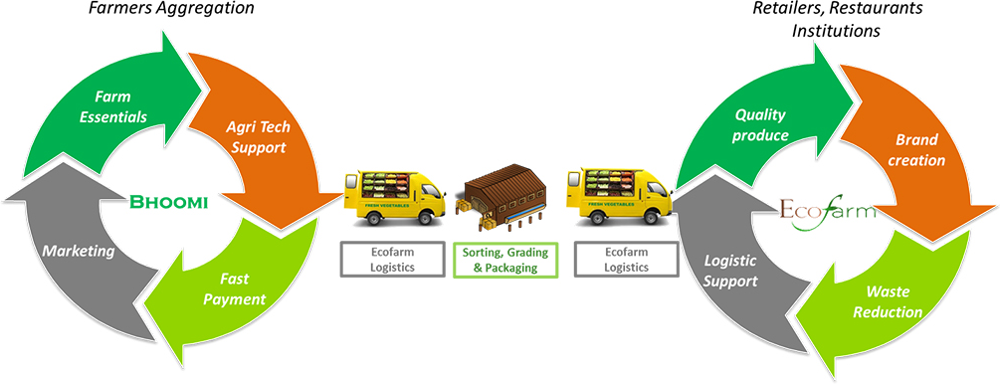 Farmers Aggregation
Farm
Essentials
Agri Tech
Support
BHOOMI
Marketing
Fast
Payment
FRESH VEGETABLES
Ecofarm
Logistics
Sorting, Grading
& Packaging
FRESH VEGETABLES
Ecofarm
Logistics
Retailers, Restaurants
Institutions
Quality
produce
Brand
creation
Ecofarm
Logistic
Support
Waste
Reduction